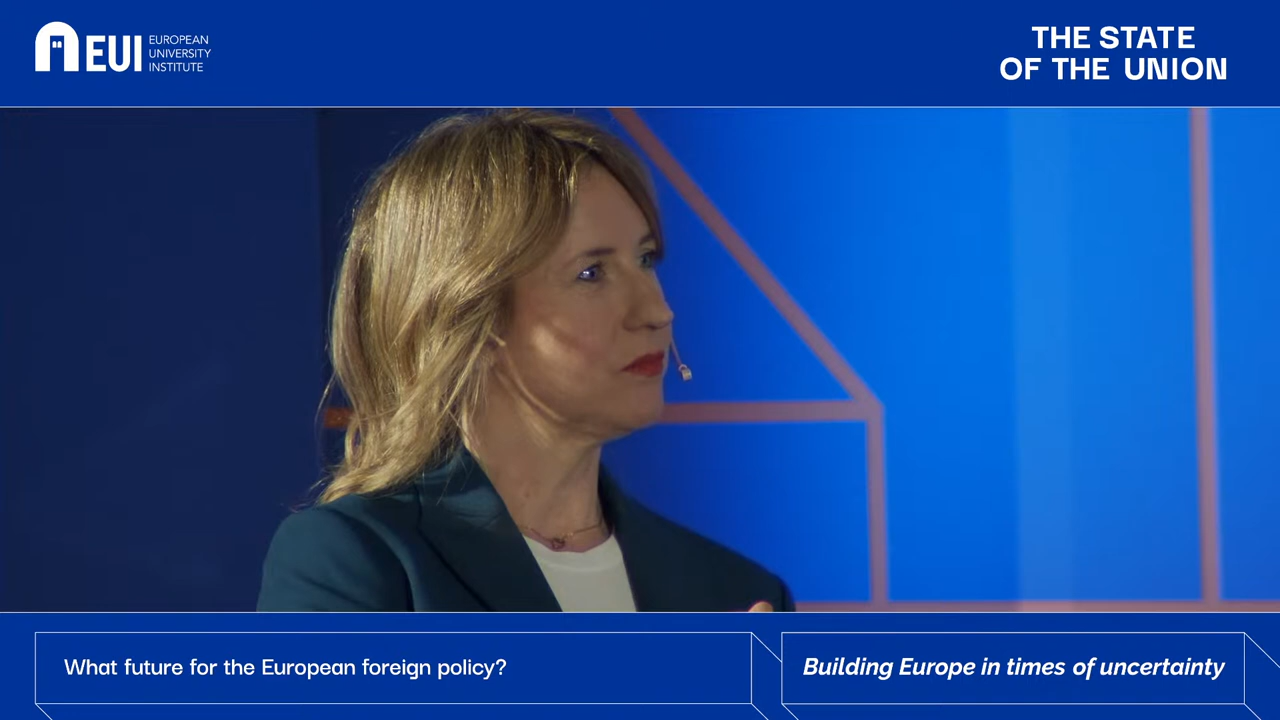 EUI
EUROPEAN
UNIVERSITY
INSTITUTE
THE STATE
OF THE UNION
What future for the European foreign policy?
Building Europe in times of uncertainty